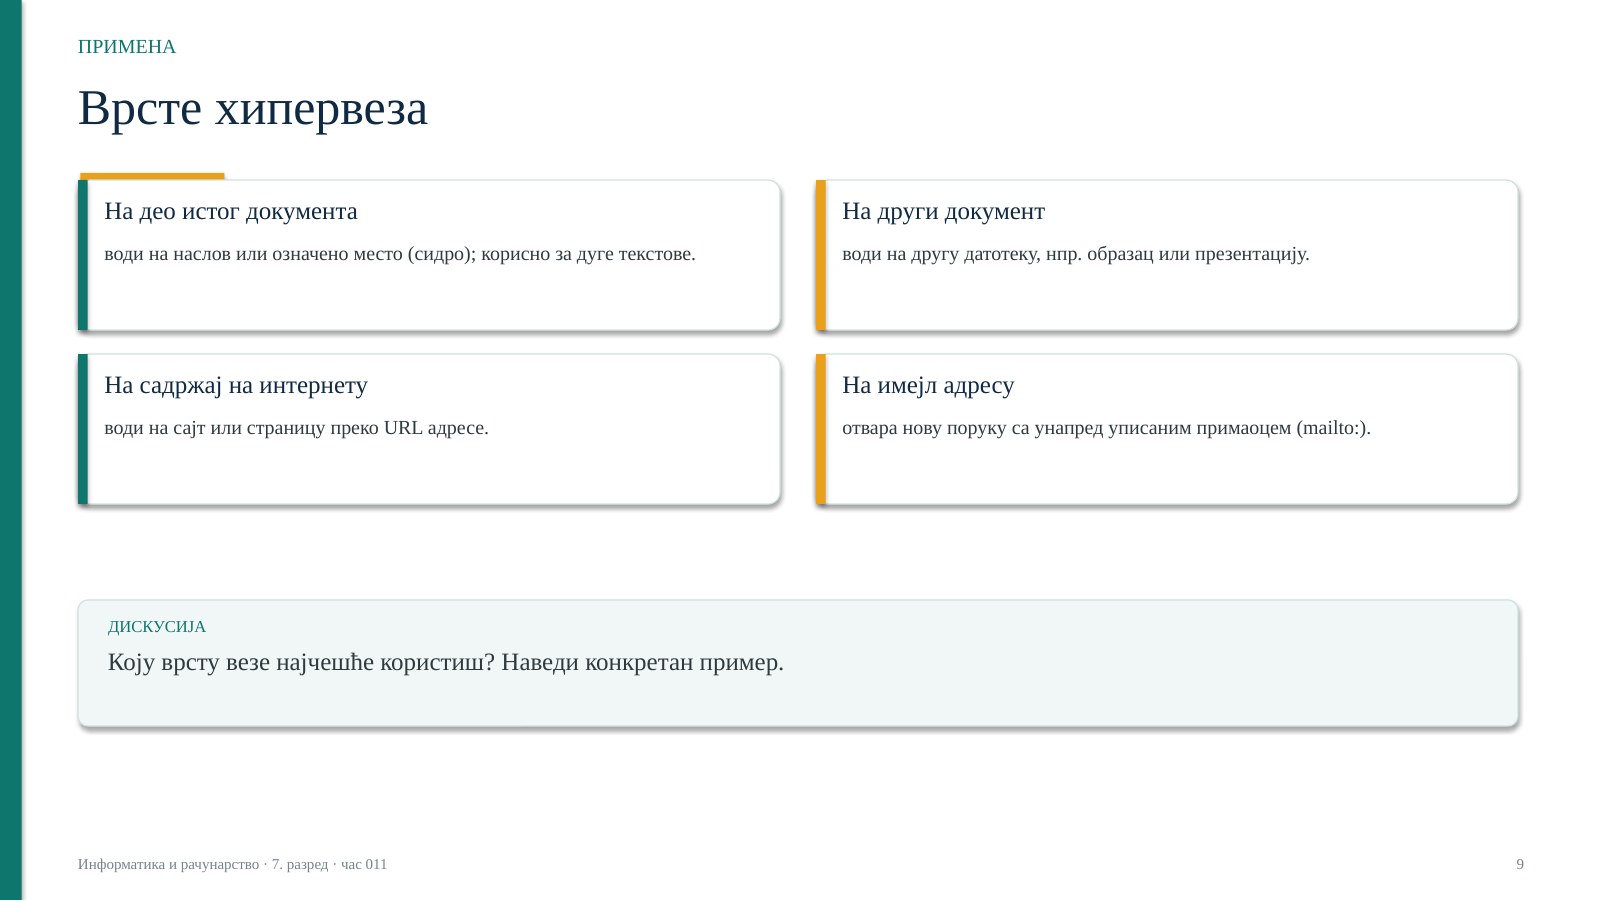 ПРИМЕНА
Врсте хипервеза
На део истог документа
води на наслов или означено место (сидро); корисно за дуге текстове.
На други документ
води на другу датотеку, нпр. образац или презентацију.
На садржај на интернету
води на сајт или страницу преко URL адресе.
На имејл адресу
отвара нову поруку са унапред уписаним примаоцем (mailto:).
ДИСКУСИЈА
Коју врсту везе најчешће користиш? Наведи конкретан пример.
Информатика и рачунарство · 7. разред · час 011
9